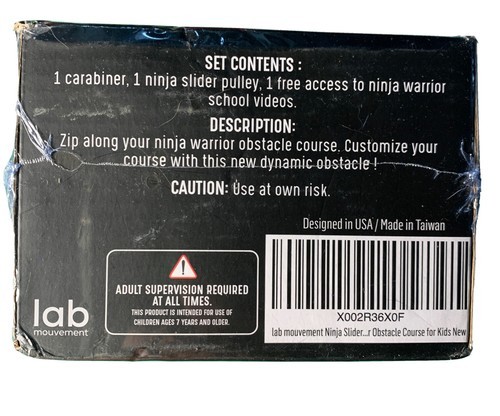 SET CONTENTS :
1 carabiner, 1 ninja slider pulley, 1 free access to ninja warrior
school videos.
DESCRIPTION:
Zip along your ninja warrior obstacle course. Customize your
course with this new dynamic obstacle !
CAUTION: Use at own risk.
Designed in USA / Made in Taiwan
ADULT SUPERVISION REQUIRED
AT ALL TIMES.
THIS PRODUCT IS INTENDED FOR USE OF
CHILDREN AGES 7 YEARS AND OLDER.
lab
mouvement
X002R36X0F
lab mouvement Ninja Slider...r Obstacle Course for Kids New